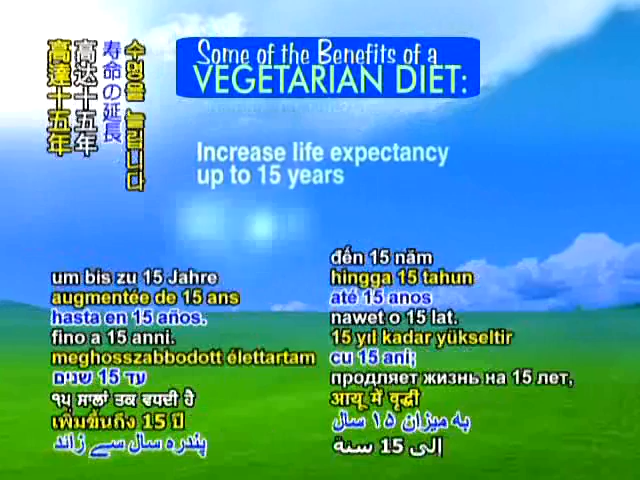 Some of the Benefits of a
VEGETARIAN DIET:
Increase life expectancy
up to 15 years
高達十五年
高达十五年
寿命の延長
수명을 늘립니다
um bis zu 15 Jahre
augmentée de 15 ans
hasta en 15 años.
fino a 15 anni.
meghosszabbodott élettartam
עד 15 שנים
੧੫ ਸਾਲਾਂ ਤਕ ਵਧਦੀ ਹੈ
เพิ่มขึ้นถึง 15 ปี
پندرہ سال سے زائد
đến 15 năm
hingga 15 tahun
até 15 anos
nawet o 15 lat.
15 yıl kadar yükseltir
cu 15 ani;
продляет жизнь на 15 лет,
आयू में वृद्धी
به میزان ۱۵ سال
إلى 15 سنة